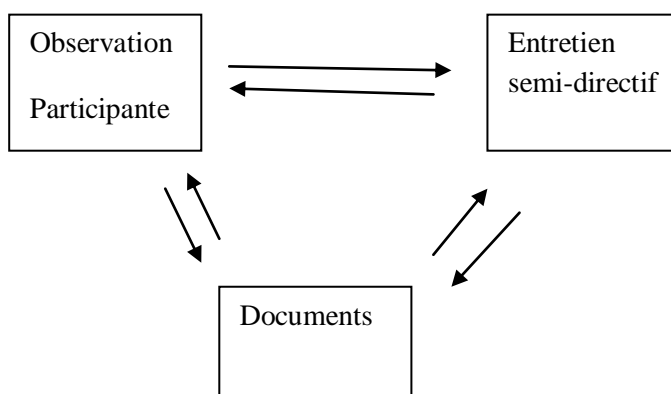 Observation
Participante
Entretien
semi-directif
Documents